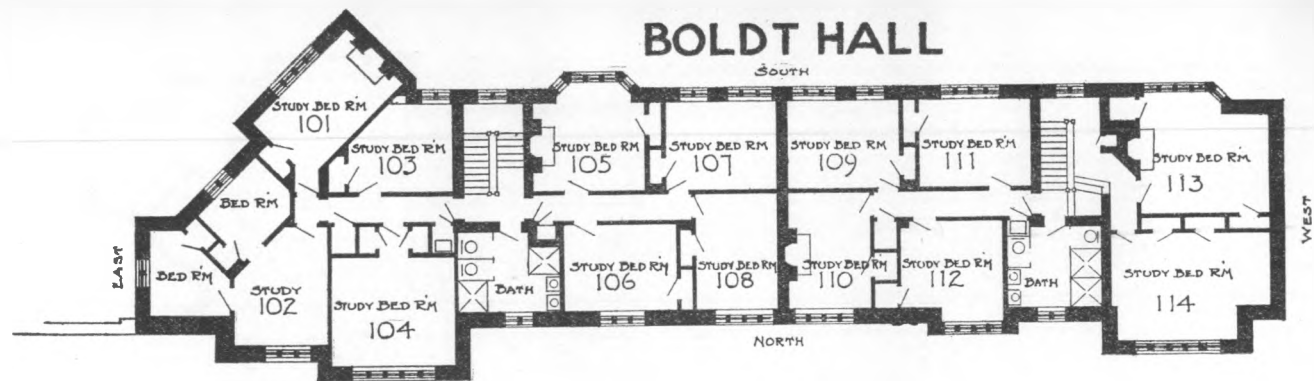 BOLDT HALL
SOUTH
STUDY BED R'M
101
STUDY BED R'M
103
STUDY BED RM
105
STUDY BED R'M
107
STUDY BED R'M
109
STUDY BED R'M
111
STUDY BED R'M
113
BED R'M
BED R'M
STUDY
102
STUDY BED R'M
104
BATH
STUDY BED R'M
106
STUDY BED RM
108
STUDY BED R'M
110
STUDY BED R'M
112
BATH
STUDY BED R'M
114
EAST
WEST
NORTH